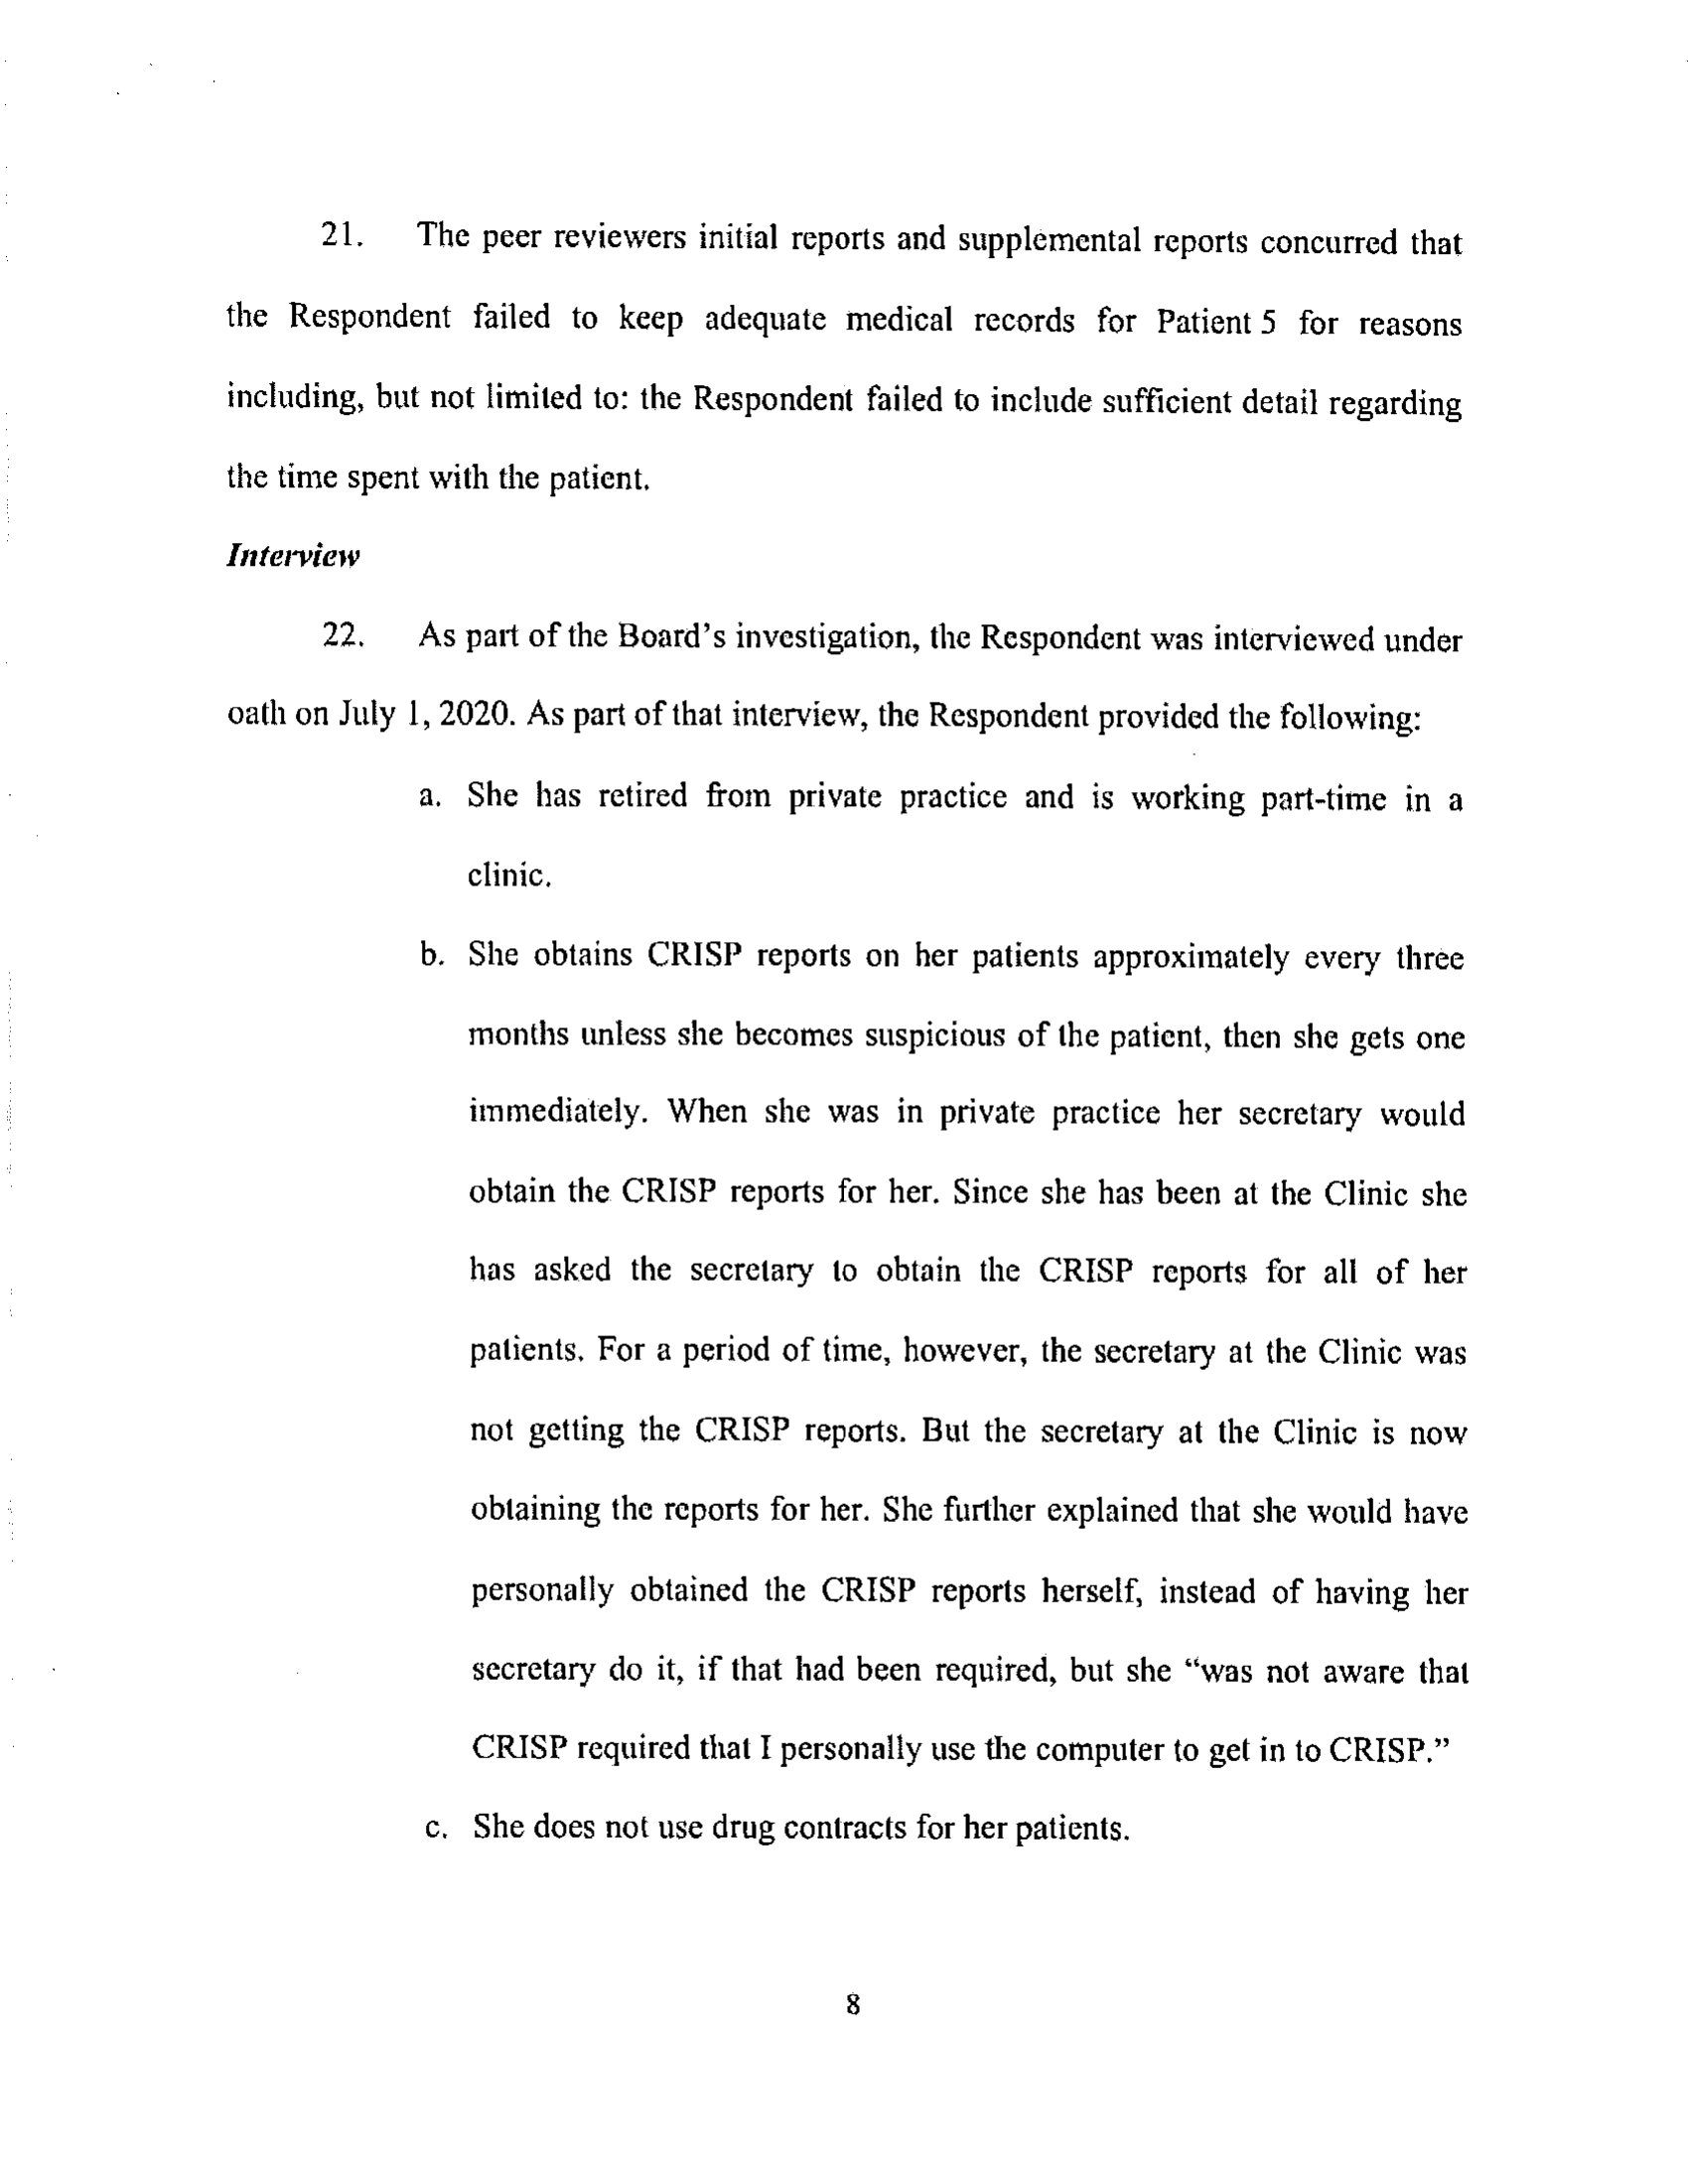 21. The peer reviewers initial reports and supplemental reports concurred that
the Respondent failed to keep adequate medical records for Patient 5 for reasons
including, but not limited to: the Respondent failed to include sufficient detail regarding
the time spent with the patient.
Interview
22. As part of the Board's investigation, the Respondent was interviewed under
oath on July 1, 2020. As part of that interview, the Respondent provided the following:
a. She has retired from private practice and is working part-time in a
clinic.
b. She obtains CRISP reports on her patients approximately every three
months unless she becomes suspicious of the patient, then she gets one
immediately. When she was in private practice her secretary would
obtain the CRISP reports for her. Since she has been at the Clinic she
has asked the secretary to obtain the CRISP reports for all of her
patients. For a period of time, however, the secretary at the Clinic was
not getting the CRISP reports. But the secretary at the Clinic is now
obtaining the reports for her. She further explained that she would have
personally obtained the CRISP reports herself, instead of having her
secretary do it, if that had been required, but she “was not aware that
CRISP required that I personally use the computer to get in to CRISP.”
c. She does not use drug contracts for her patients.
8